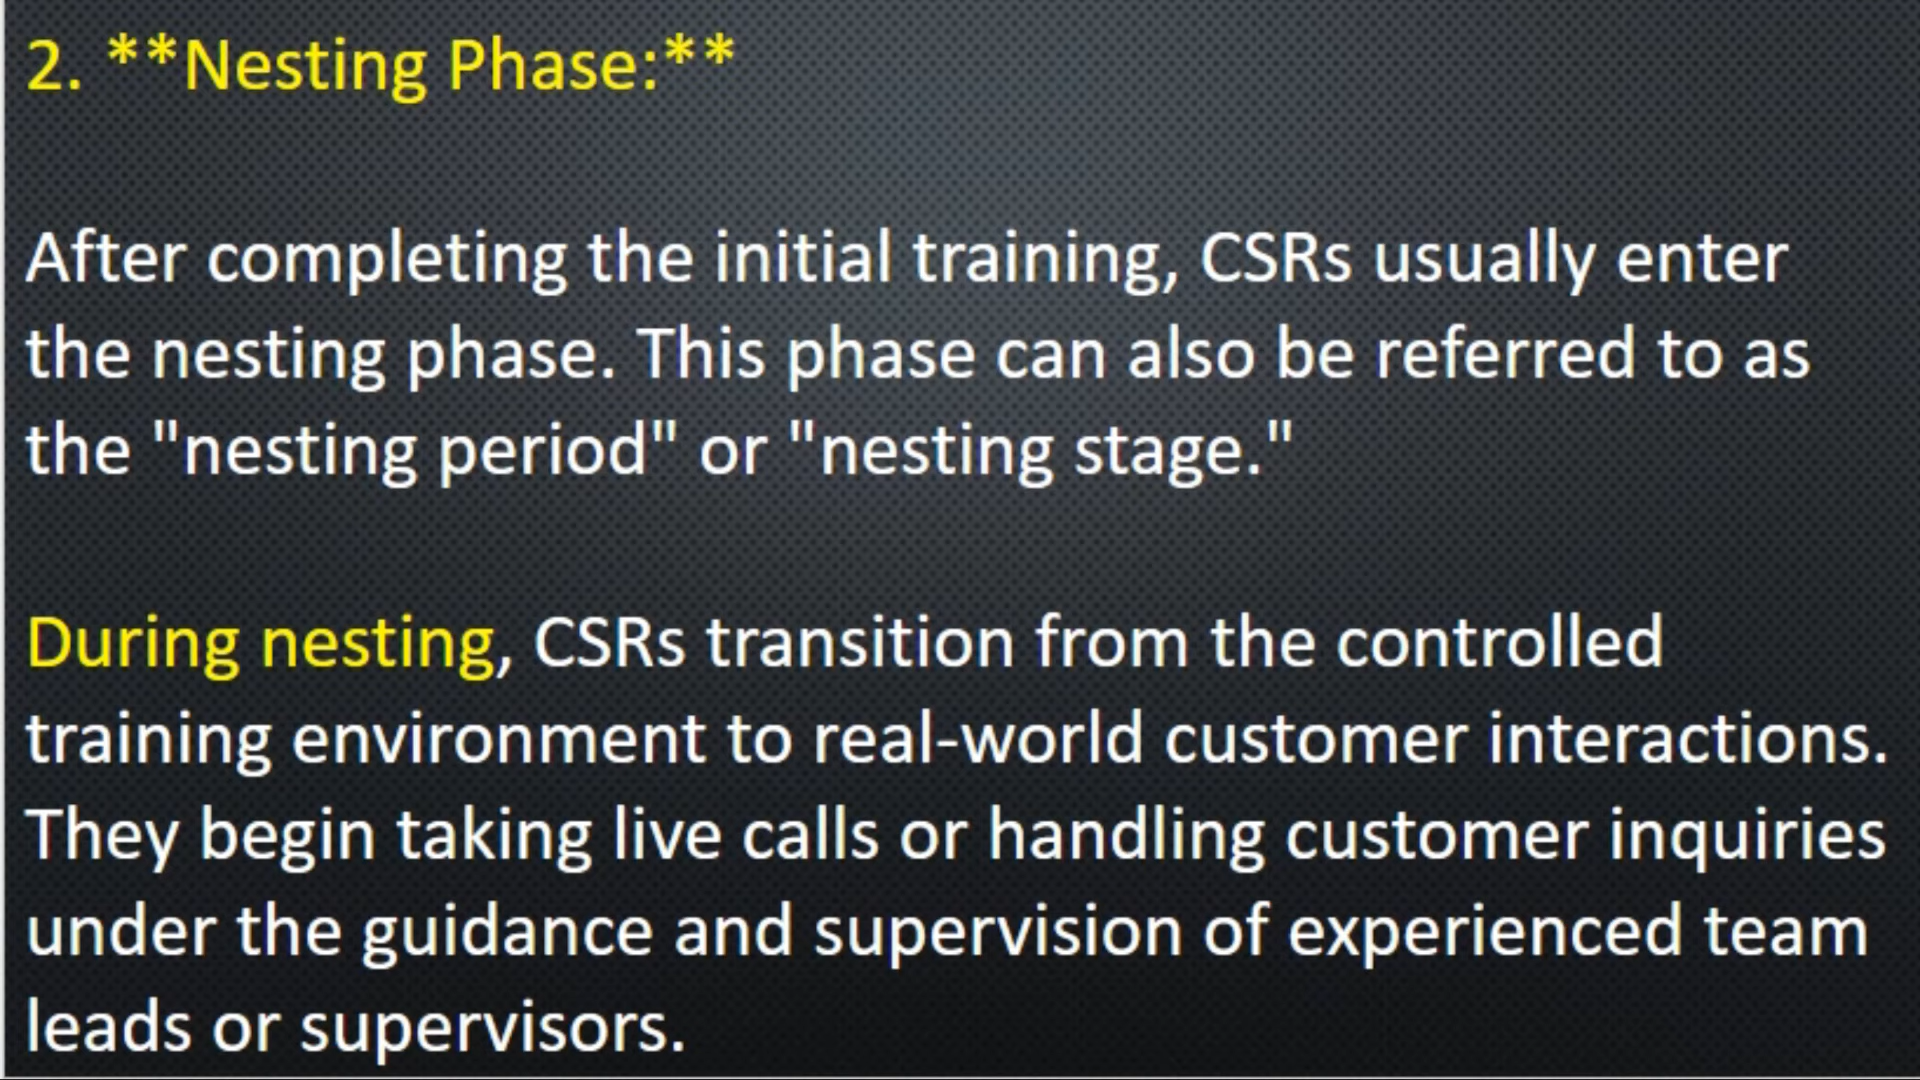 2. **Nesting Phase:**
After completing the initial training, CSRs usually enter
the nesting phase. This phase can also be referred to as
the "nesting period" or "nesting stage."
During nesting, CSRs transition from the controlled
training environment to real-world customer interactions.
They begin taking live calls or handling customer inquiries
under the guidance and supervision of experienced team
leads or supervisors.